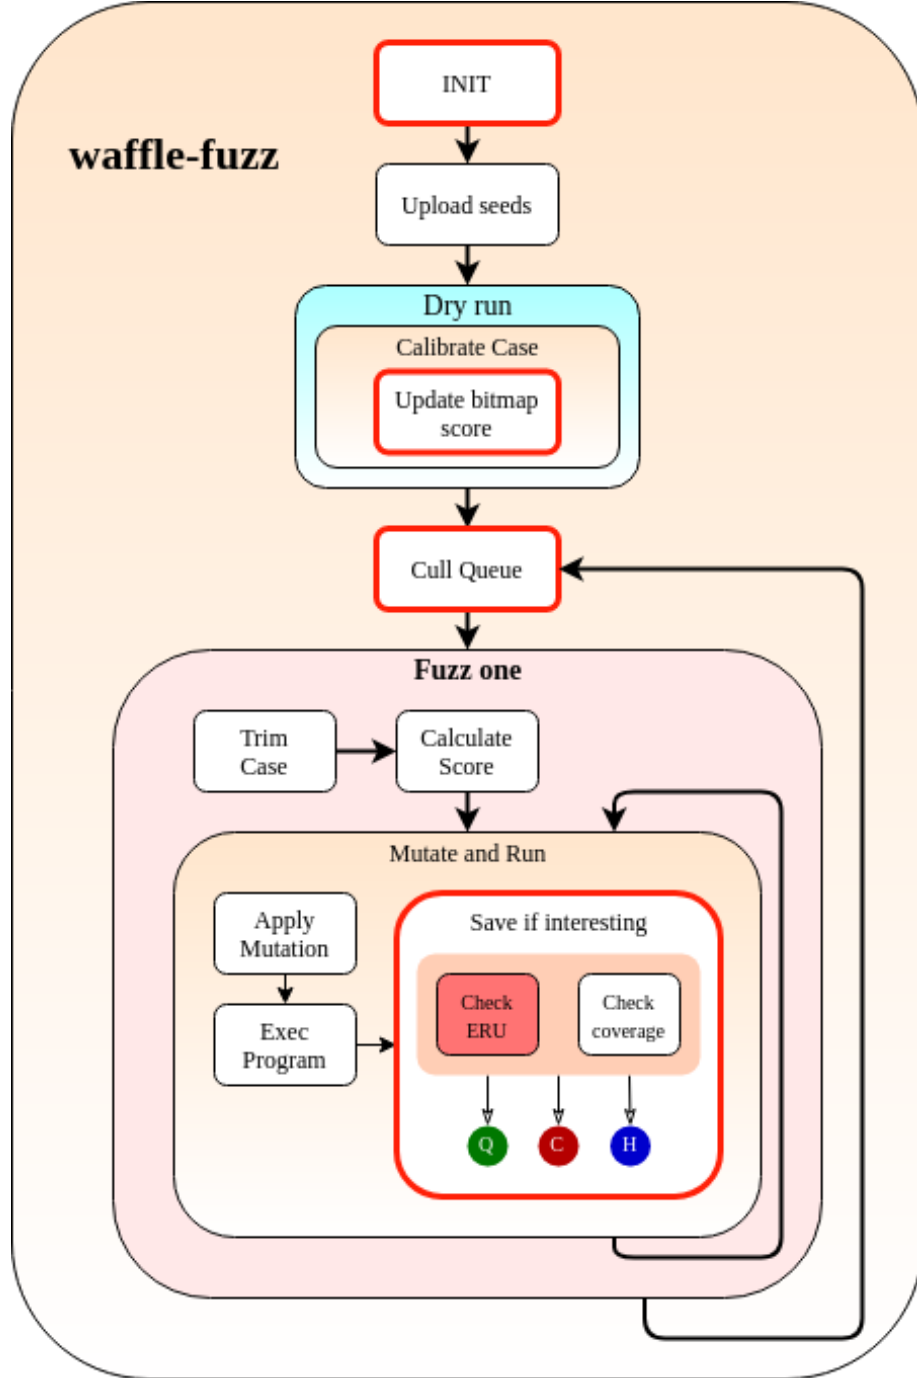 INIT
waffle-fuzz
Upload seeds
Dry run
Calibrate Case
Update bitmap
score
Cull Queue
Fuzz one
Trim
Case
Calculate
Score
Mutate and Run
Apply
Mutation
Exec
Program
Save if interesting
Check
ERU
Check
coverage
Q
C
H